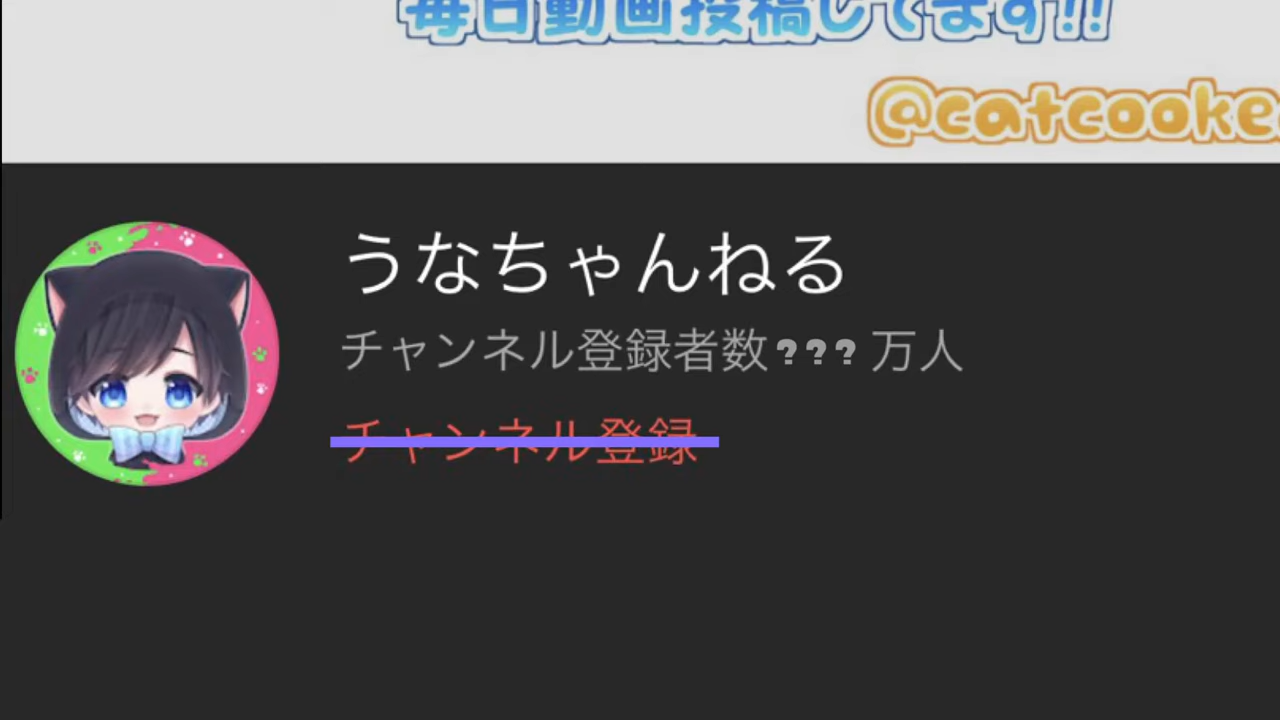 毎日動画投稿してます!!
@catcooke
うなちゃんねる
チャンネル登録者数??? 万人
チャンネル登録